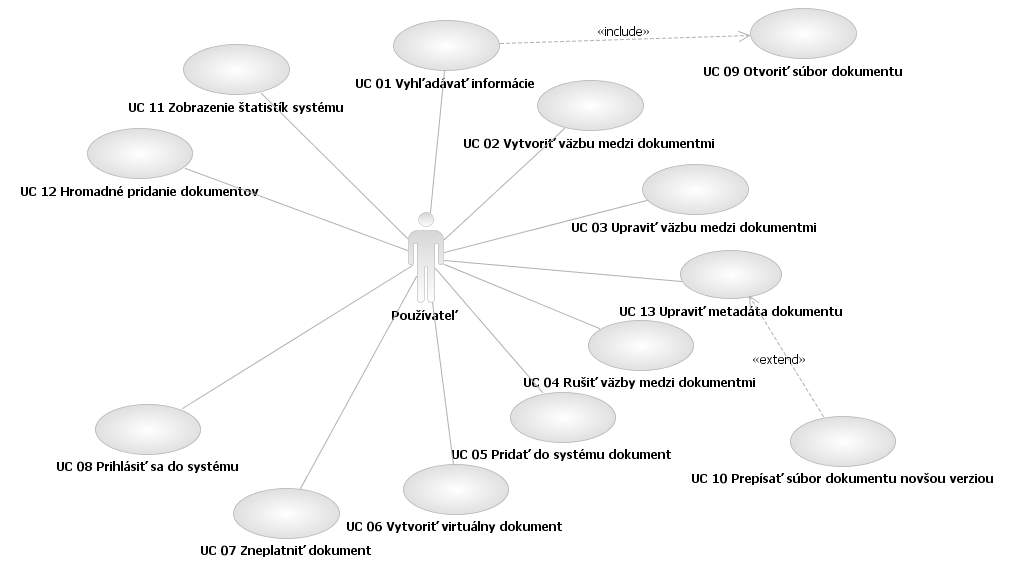 «include»
UC 09 Otvoriť súbor dokumentu
UC 01 Vyhľadávať informácie
UC 11 Zobrazenie štatistík systému
UC 02 Vytvoriť väzbu medzi dokumentmi
UC 12 Hromadné pridanie dokumentov
UC 03 Upraviť väzbu medzi dokumentmi
UC 13 Upraviť metadáta dokumentu
Používateľ
«extend»
UC 04 Rušiť väzby medzi dokumentmi
UC 05 Pridať do systému dokument
UC 08 Prihlásiť sa do systému
UC 10 Prepísať súbor dokumentu novšou verziou
UC 06 Vytvoriť virtuálny dokument
UC 07 Zneplatniť dokument